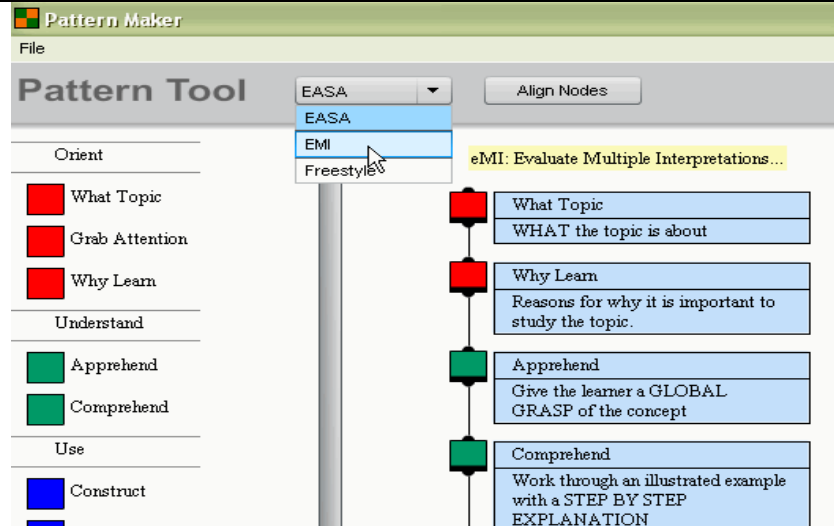 Pattern Maker
File
Pattern Tool
EASA
Align Nodes
EASA
EMI
Freestyle
Orient
What Topic
Grab Attention
Why Learn
Understand
Apprehend
Comprehend
Use
Construct
eMI: Evaluate Multiple Interpretations...
What Topic
WHAT the topic is about
Why Learn
Reasons for why it is important to
study the topic.
Apprehend
Give the learner a GLOBAL
GRASP of the concept
Comprehend
Work through an illustrated example
with a STEP BY STEP
EXPLANATION